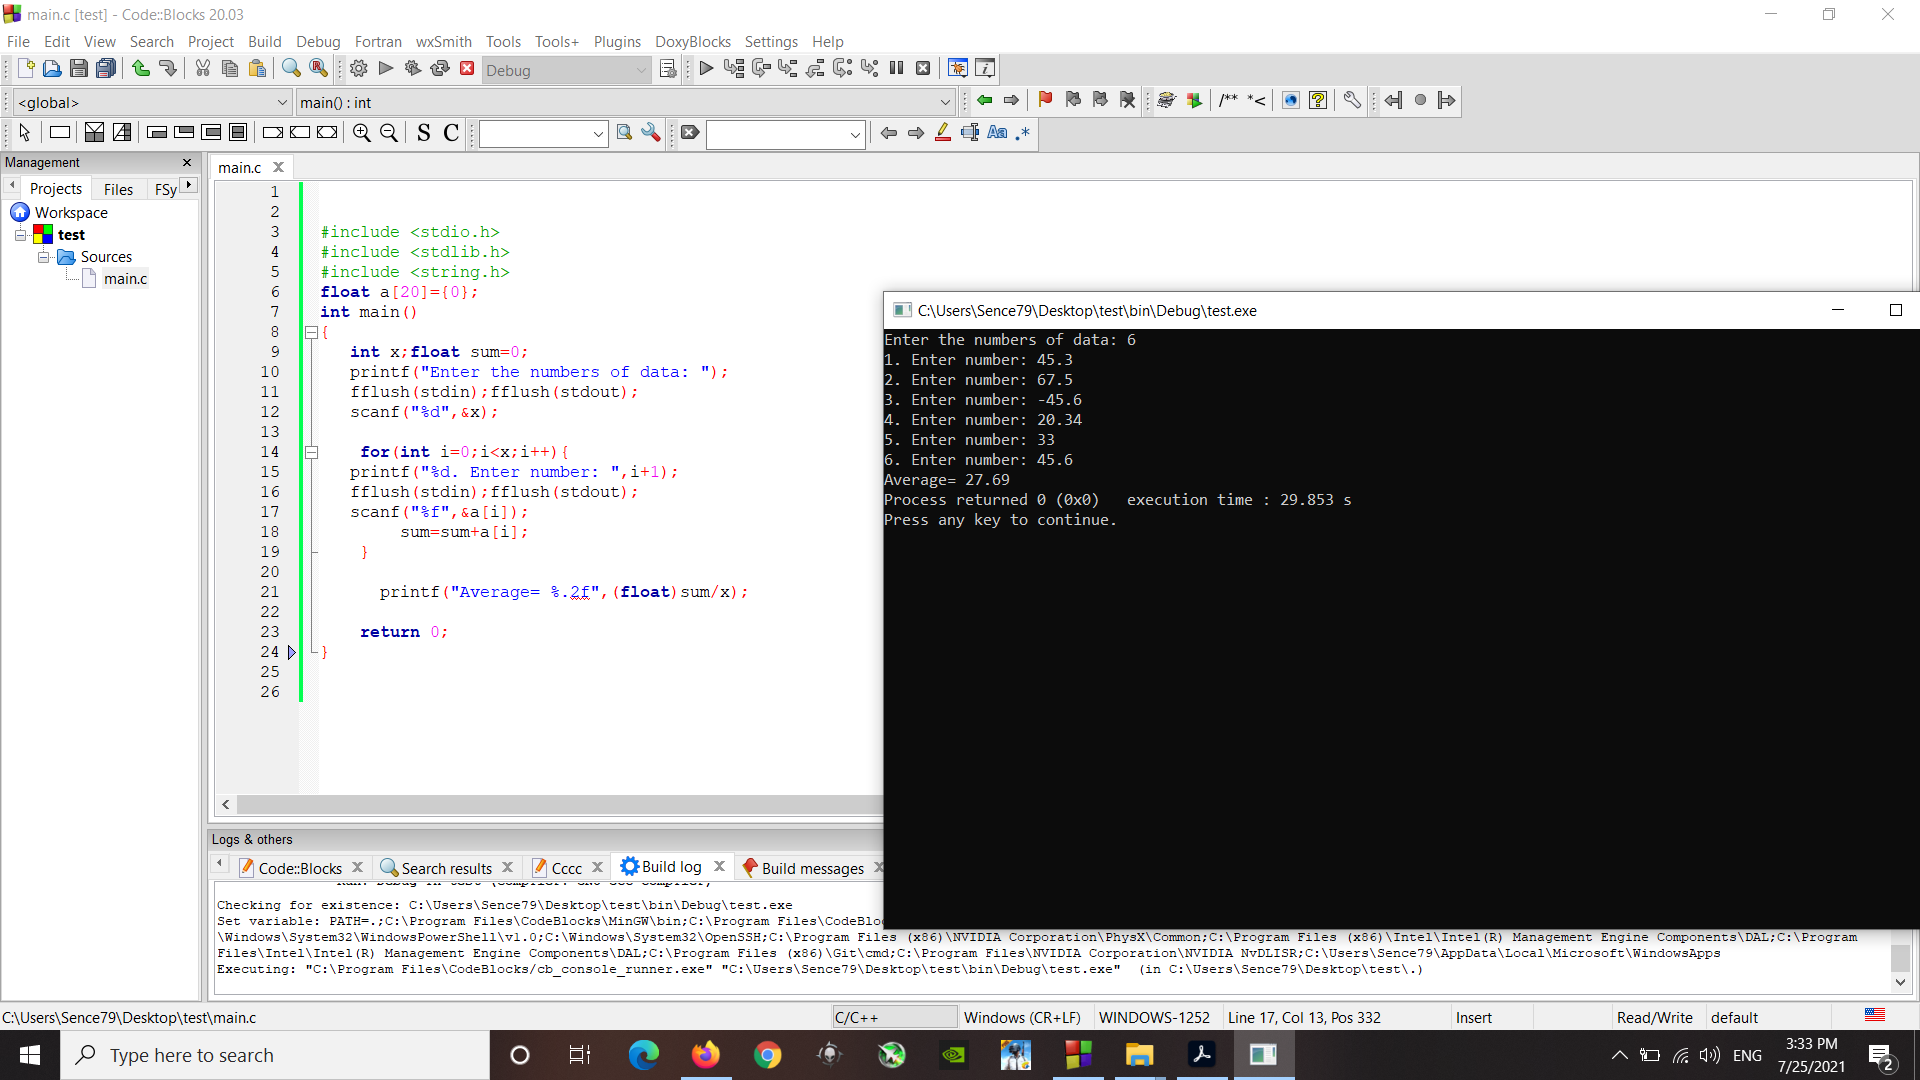 main.c [test] - Code::Blocks 20.03
File Edit View Search Project Build Debug Fortran wxSmith Tools Tools+ Plugins DoxyBlocks Settings Help
Debug
<global> main() : int
/** *<
S C Aa .*
Management
Projects Files FSy
Workspace
test
Sources
main.c
main.c
1
2
3 #include <stdio.h>
4 #include <stdlib.h>
5 #include <string.h>
6 float a[20]={0};
7 int main()
8 {
9 int x;float sum=0;
10 printf("Enter the numbers of data: ");
11 fflush(stdin);fflush(stdout);
12 scanf("%d",&x);
13
14 for(int i=0;i<x;i++){
15 printf("%d. Enter number: ",i+1);
16 fflush(stdin);fflush(stdout);
17 scanf("%f",&a[i]);
18 sum=sum+a[i];
19 }
20
21 printf("Average= %.2f",(float)sum/x);
22
23 return 0;
24 }
25
26
C:\Users\Sence79\Desktop\test\bin\Debug\test.exe
Enter the numbers of data: 6
1. Enter number: 45.3
2. Enter number: 67.5
3. Enter number: -45.6
4. Enter number: 20.34
5. Enter number: 33
6. Enter number: 45.6
Average= 27.69
Process returned 0 (0x0)   execution time : 29.853 s
Press any key to continue.
Logs & others
Code::Blocks Search results Cccc Build log Build messages
Checking for existence: C:\Users\Sence79\Desktop\test\bin\Debug\test.exe
Set variable: PATH=.;C:\Program Files\CodeBlocks\MinGW\bin;C:\Program Files\CodeBlo
\Windows\System32\WindowsPowerShell\v1.0;C:\Windows\System32\OpenSSH;C:\Program Files (x86)\NVIDIA Corporation\PhysX\Common;C:\Program Files (x86)\Intel\Intel(R) Management Engine Components\DAL;C:\Program
Files\Intel\Intel(R) Management Engine Components\DAL;C:\Program Files (x86)\Git\cmd;C:\Program Files\NVIDIA Corporation\NVIDIA NvDLISR;C:\Users\Sence79\AppData\Local\Microsoft\WindowsApps
Executing: "C:\Program Files\CodeBlocks/cb_console_runner.exe" "C:\Users\Sence79\Desktop\test\bin\Debug\test.exe"  (in C:\Users\Sence79\Desktop\test\.)
C:\Users\Sence79\Desktop\test\main.c C/C++ Windows (CR+LF) WINDOWS-1252 Line 17, Col 13, Pos 332 Insert Read/Write default
Type here to search
ENG
3:33 PM
7/25/2021
2